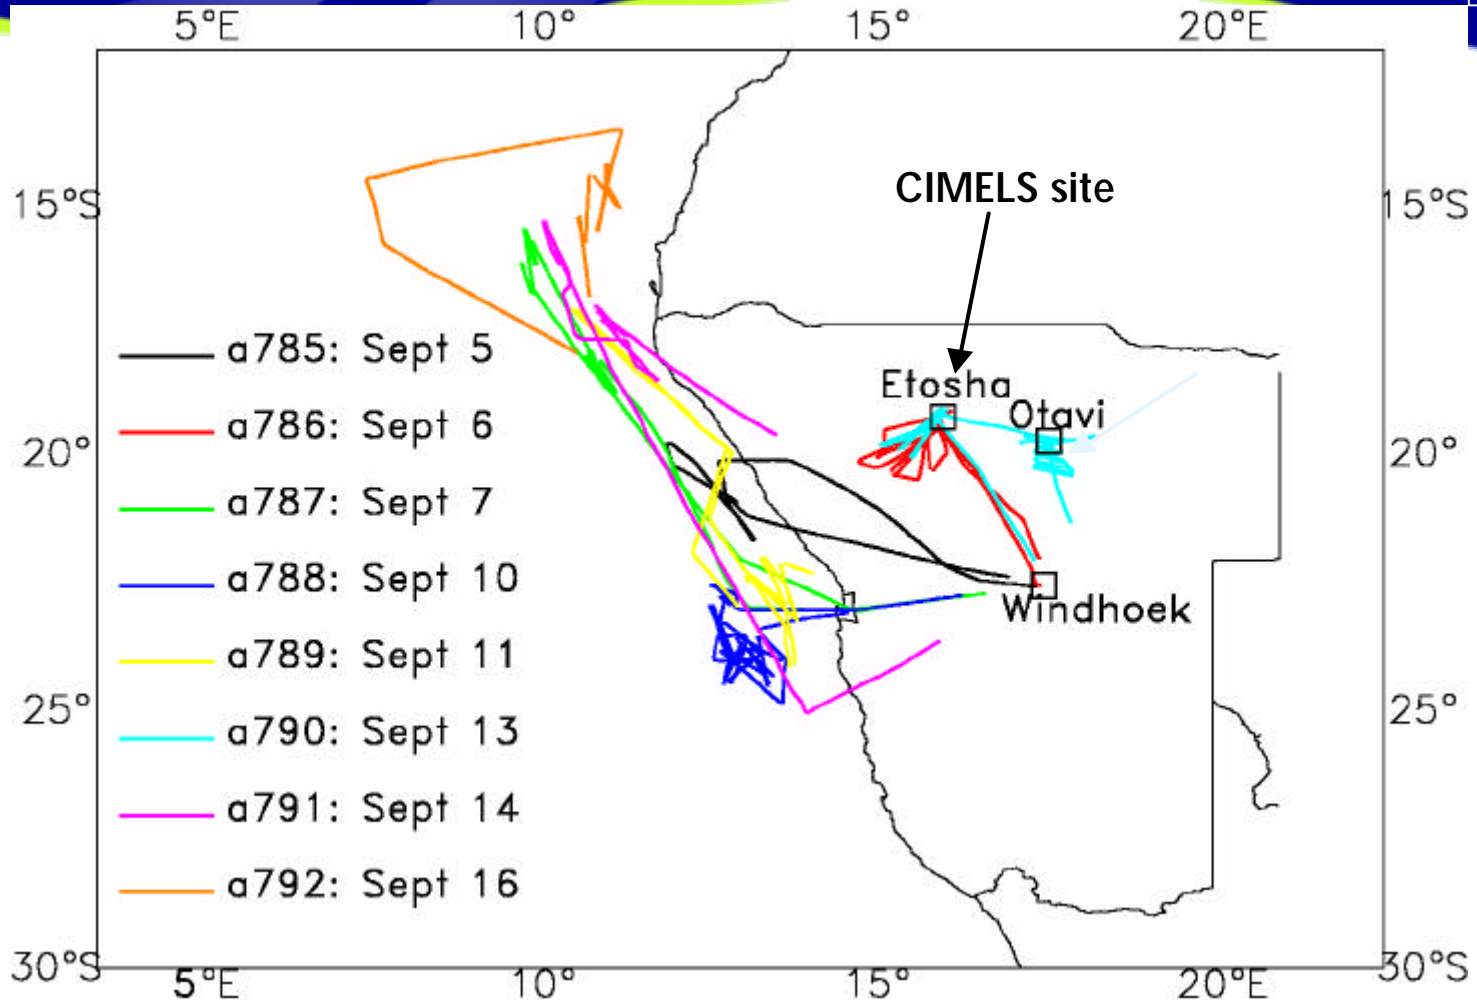 5°E 10° 15° 20°E
15°S 15°S
CIMELS site
a785: Sept 5
Etosha
a786: Sept 6
Otavi
20° 20°
a787: Sept 7
a788: Sept 10
Windhoek
a789: Sept 11
25° 25°
a790: Sept 13
a791: Sept 14
a792: Sept 16
30°S 30°S
5°E 10° 15° 20°E